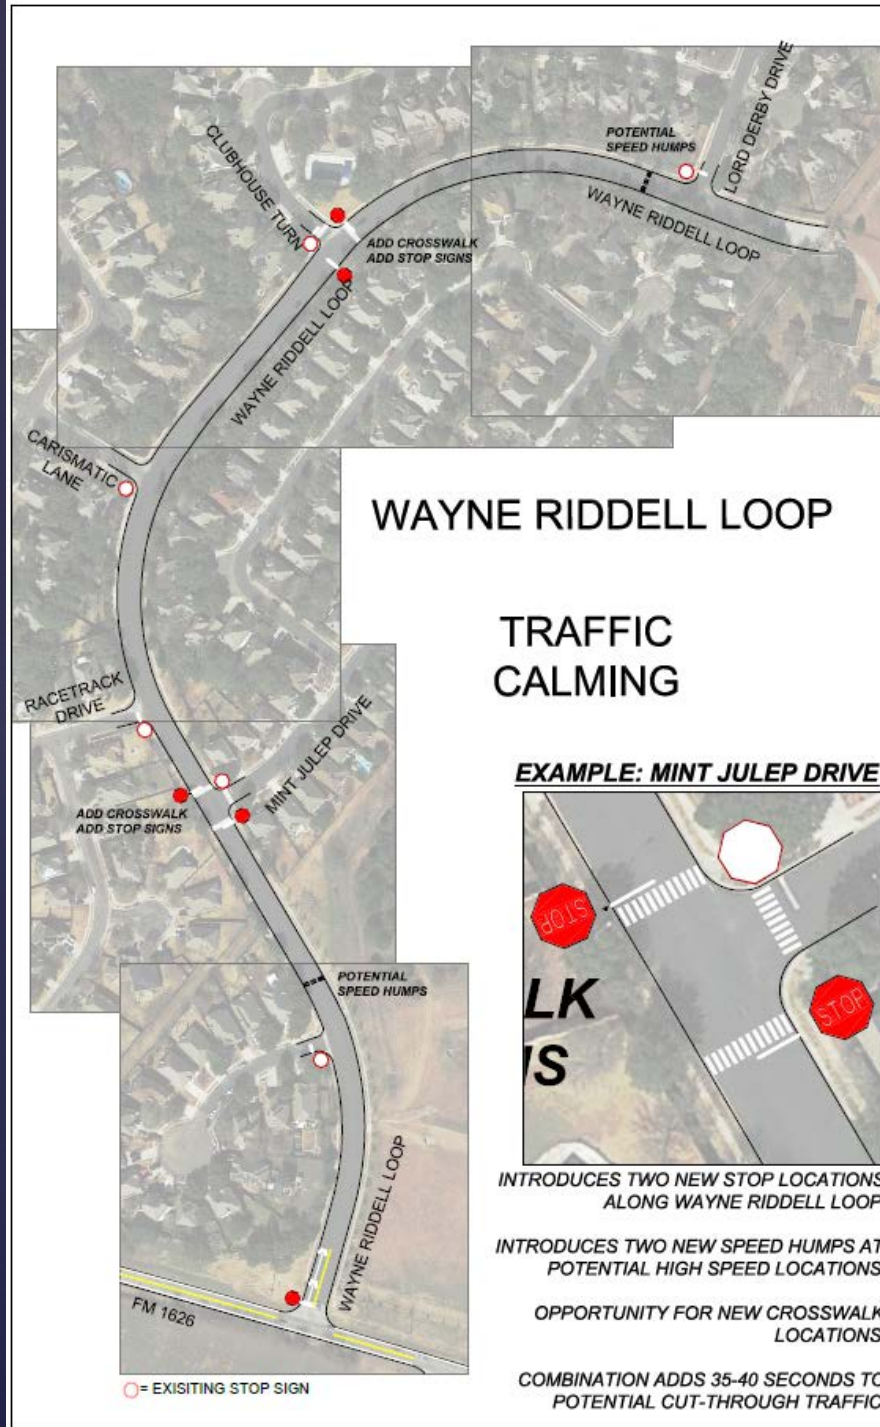 LORD DERBY DRIVE
POTENTIAL
SPEED HUMPS
CLUBHOUSE TURN
WAYNE RIDDELL LOOP
ADD CROSSWALK
ADD STOP SIGNS
WAYNE RIDDELL LOOP
CARISMATIC
LANE
WAYNE RIDDELL LOOP
TRAFFIC
CALMING
RACETRACK
DRIVE
MINT JULEP DRIVE
ADD CROSSWALK
ADD STOP SIGNS
EXAMPLE: MINT JULEP DRIVE
STOP
STOP
LK
IS
POTENTIAL
SPEED HUMPS
WAYNE RIDDELL LOOP
FM 1626
= EXISITING STOP SIGN
INTRODUCES TWO NEW STOP LOCATIONS
ALONG WAYNE RIDDELL LOOP
INTRODUCES TWO NEW SPEED HUMPS AT
POTENTIAL HIGH SPEED LOCATIONS
OPPORTUNITY FOR NEW CROSSWALK
LOCATIONS
COMBINATION ADDS 35-40 SECONDS TO
POTENTIAL CUT-THROUGH TRAFFIC